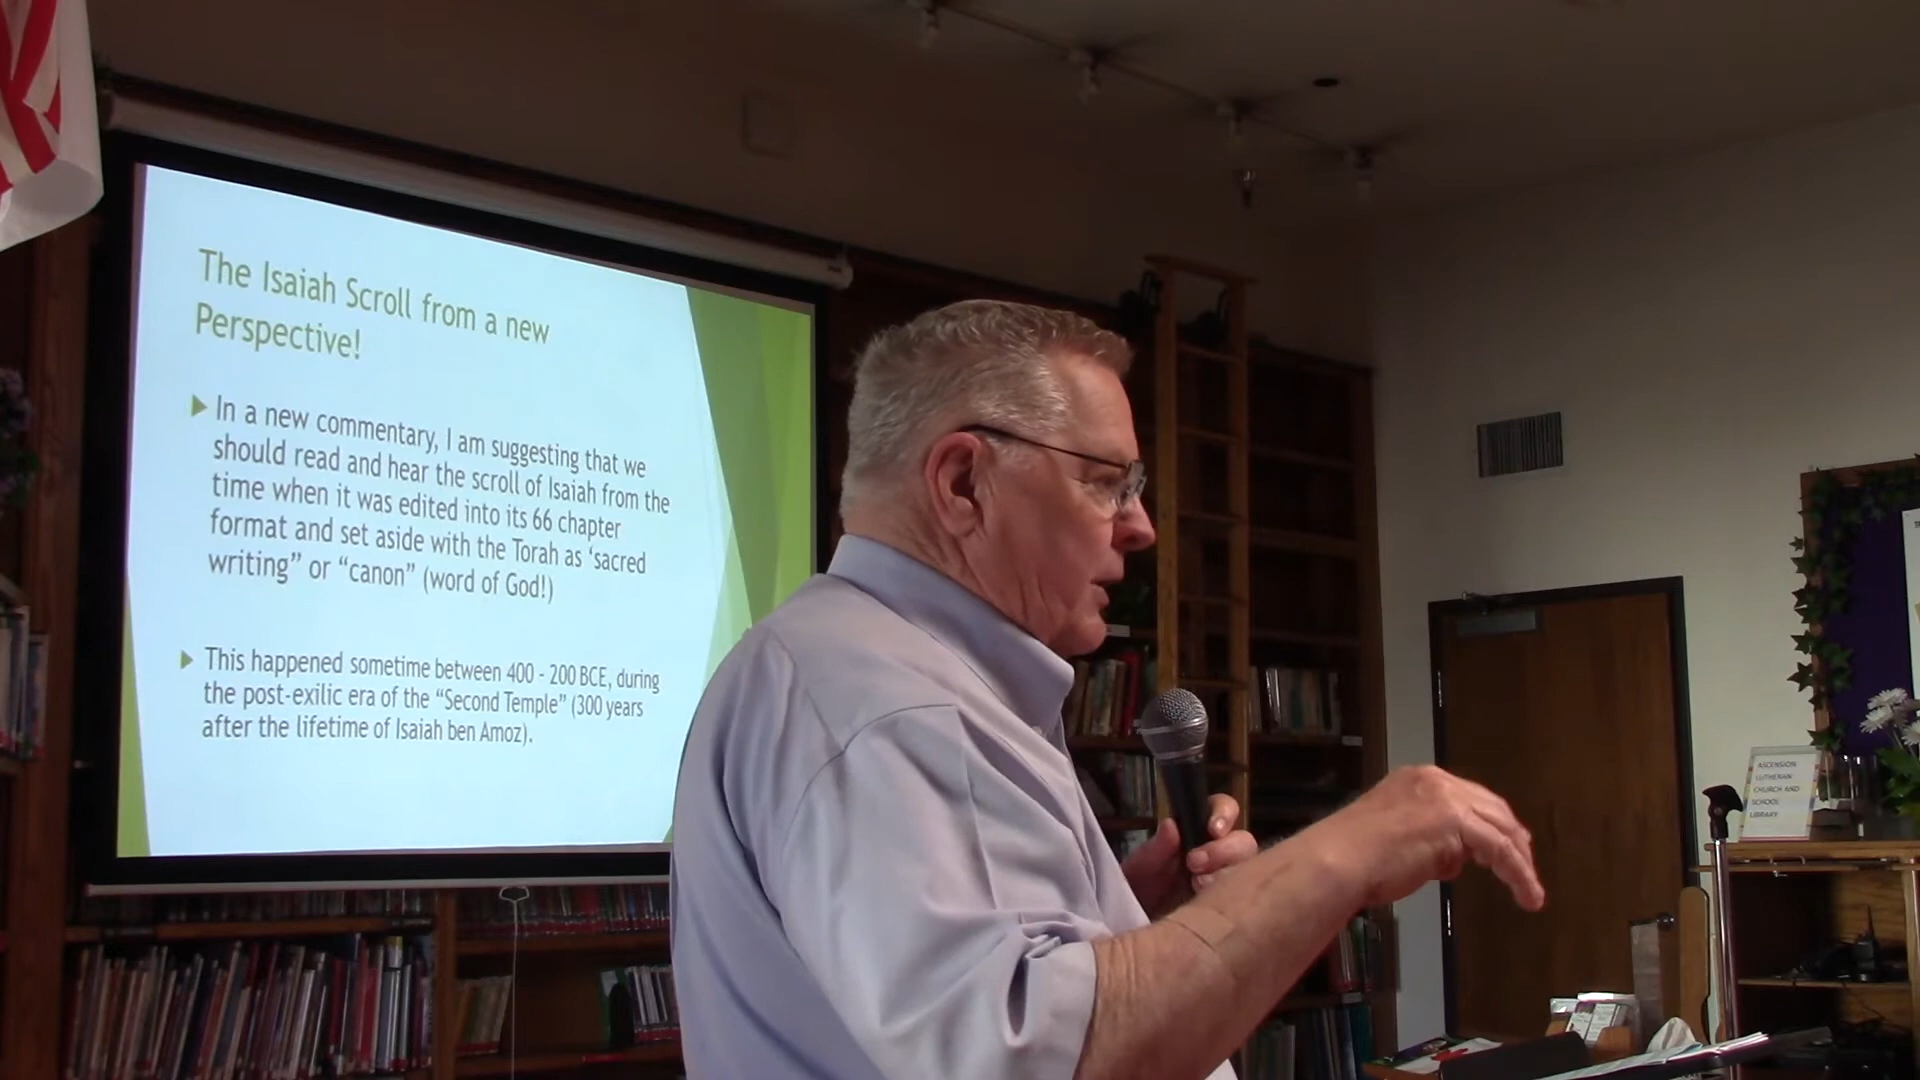 The Isaiah Scroll from a new
Perspective!
In a new commentary, I am suggesting that we
should read and hear the scroll of Isaiah from the
time when it was edited into its 66 chapter
format and set aside with the Torah as ‘sacred
writing” or “canon” (word of God!)
This happened sometime between 400 - 200 BCE, during
the post-exilic era of the “Second Temple” (300 years
after the lifetime of Isaiah ben Amoz).
ASCENSION
LUTHERAN
CHURCH AND
SCHOOL
LIBRARY